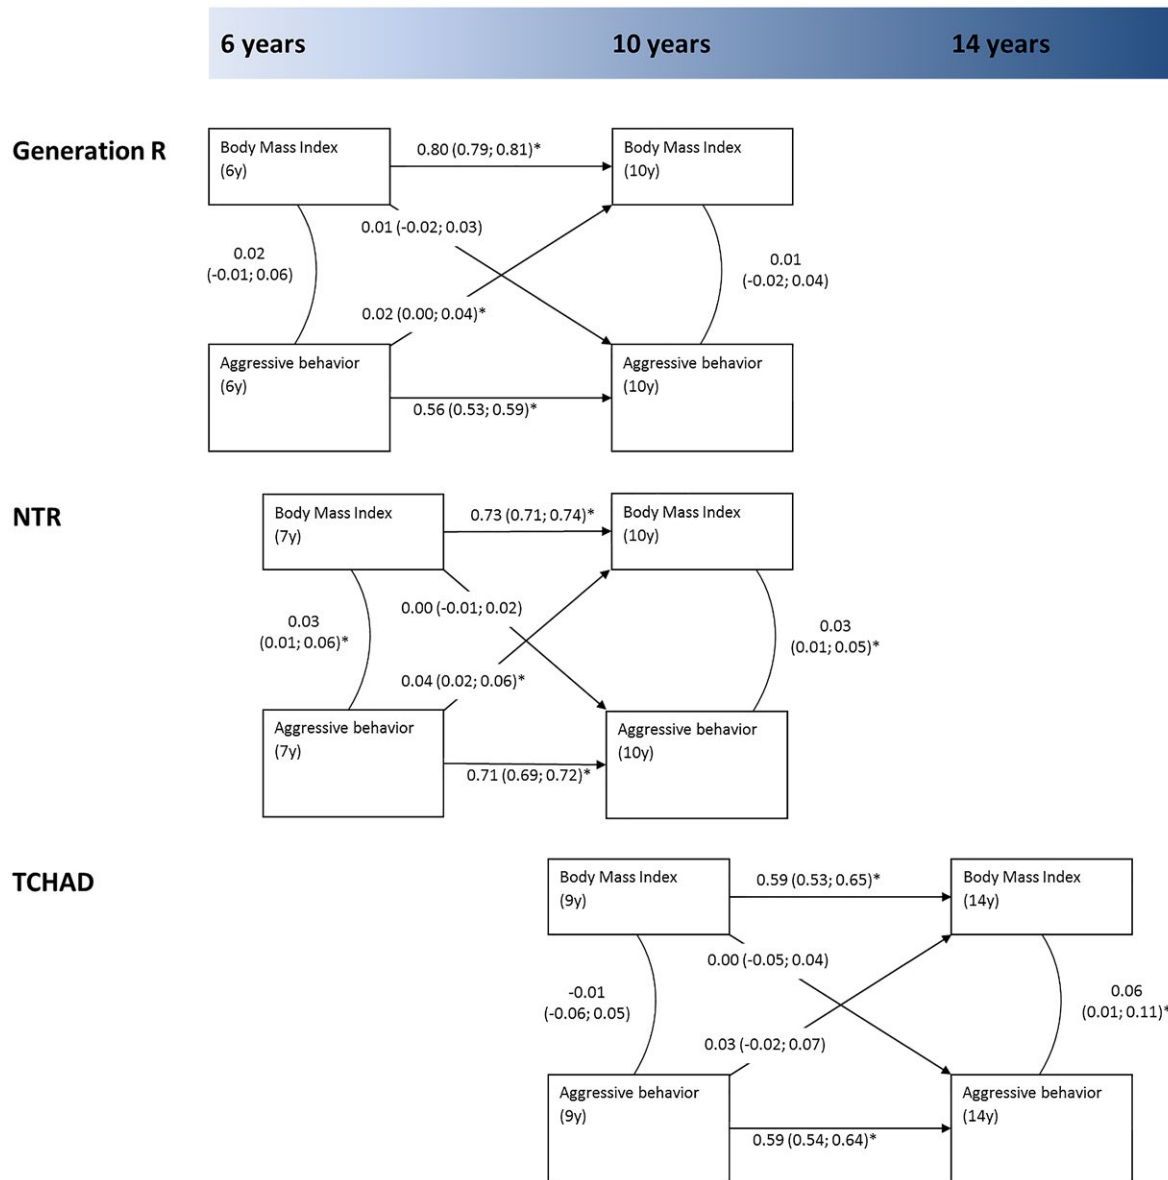 6 years
10 years
14 years
Generation R
Body Mass Index
(6y)
0.80 (0.79; 0.81)*
Body Mass Index
(10y)
0.01 (-0.02; 0.03)
0.02
(-0.01; 0.06)
0.01
(-0.02; 0.04)
0.02 (0.00; 0.04)*
Aggressive behavior
(6y)
0.56 (0.53; 0.59)*
Aggressive behavior
(10y)
NTR
Body Mass Index
(7y)
0.73 (0.71; 0.74)*
Body Mass Index
(10y)
0.00 (-0.01; 0.02)
0.03
(0.01; 0.06)*
0.03
(0.01; 0.05)*
0.04 (0.02; 0.06)*
Aggressive behavior
(7y)
0.71 (0.69; 0.72)*
Aggressive behavior
(10y)
TCHAD
Body Mass Index
(9y)
0.59 (0.53; 0.65)*
Body Mass Index
(14y)
0.00 (-0.05; 0.04)
-0.01
(-0.06; 0.05)
0.06
(0.01; 0.11)*
0.03 (-0.02; 0.07)
Aggressive behavior
(9y)
0.59 (0.54; 0.64)*
Aggressive behavior
(14y)